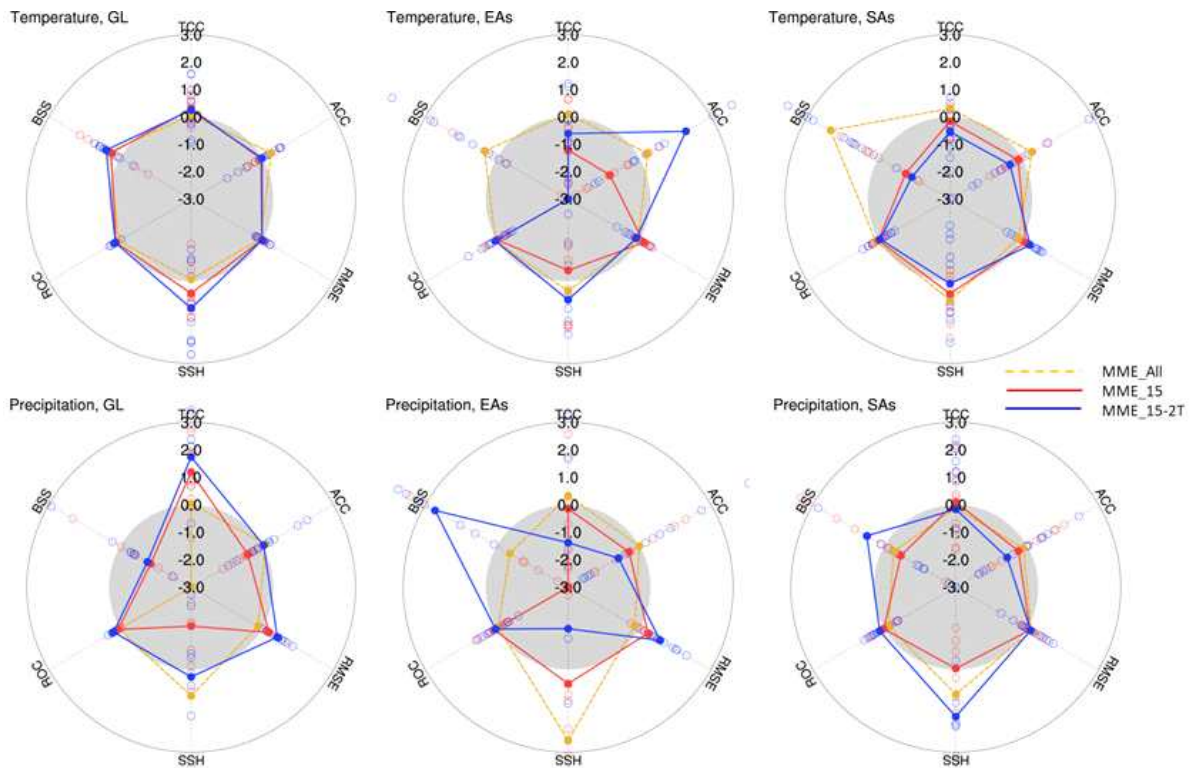 Temperature, GL
TCC
3.0
2.0
1.0
0.0
-1.0
-2.0
-3.0
ACC
RMSE
SSH
ROC
BSS
Temperature, EAs
TCC
3.0
2.0
1.0
0.0
-1.0
-2.0
-3.0
ACC
RMSE
SSH
ROC
BSS
Temperature, SAs
TCC
3.0
2.0
1.0
0.0
-1.0
-2.0
-3.0
ACC
RMSE
SSH
ROC
BSS
MME_All
MME_15
MME_15-2T
Precipitation, GL
TCC
3.0
2.0
1.0
0.0
-1.0
-2.0
-3.0
ACC
RMSE
SSH
ROC
BSS
Precipitation, EAs
TCC
3.0
2.0
1.0
0.0
-1.0
-2.0
-3.0
ACC
RMSE
SSH
ROC
BSS
Precipitation, SAs
TCC
3.0
2.0
1.0
0.0
-1.0
-2.0
-3.0
ACC
RMSE
SSH
ROC
BSS